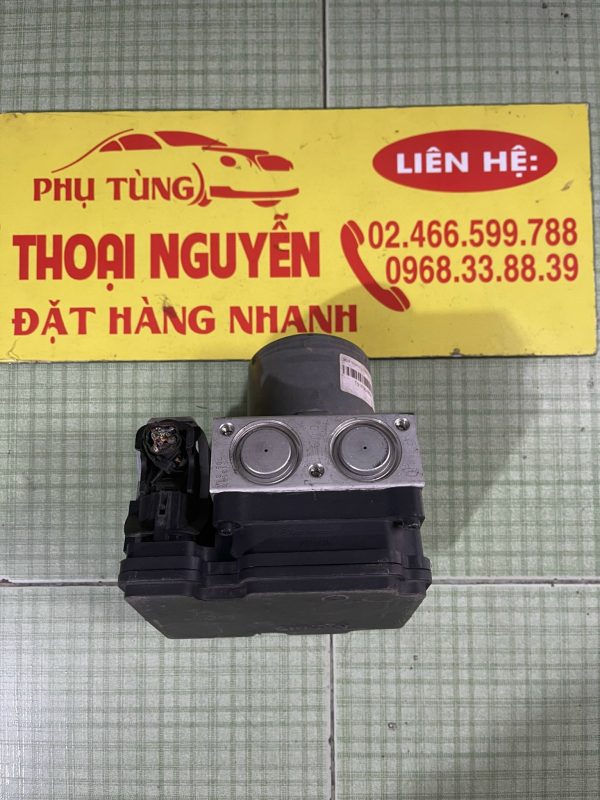 LIÊN HỆ:
PHỤ TÙNG
THOẠI NGUYỄN
02.466.599.788
0968.33.88.39
ĐẶT HÀNG NHANH